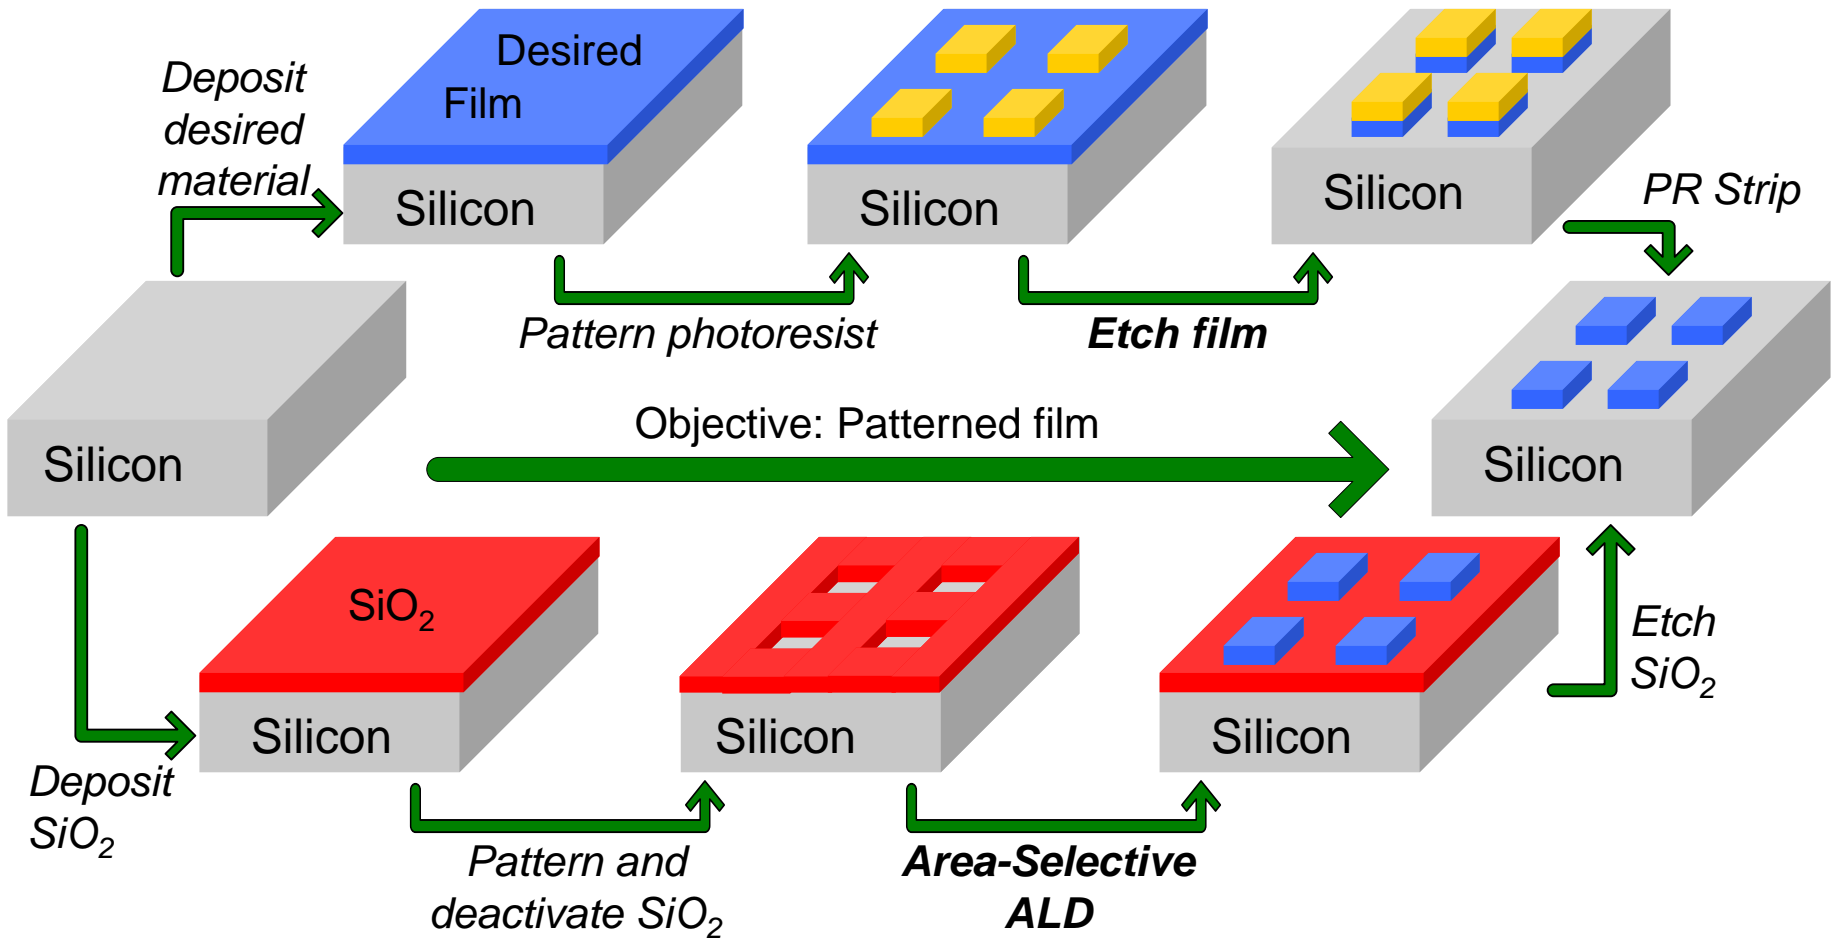 Deposit
desired
material
Desired
Film
Silicon
Pattern photoresist
Silicon
Etch film
Silicon
PR Strip
Silicon
Objective: Patterned film
Silicon
Deposit
SiO₂
SiO₂
Silicon
Pattern and
deactivate SiO₂
Silicon
Area-Selective
ALD
Silicon
Etch
SiO₂